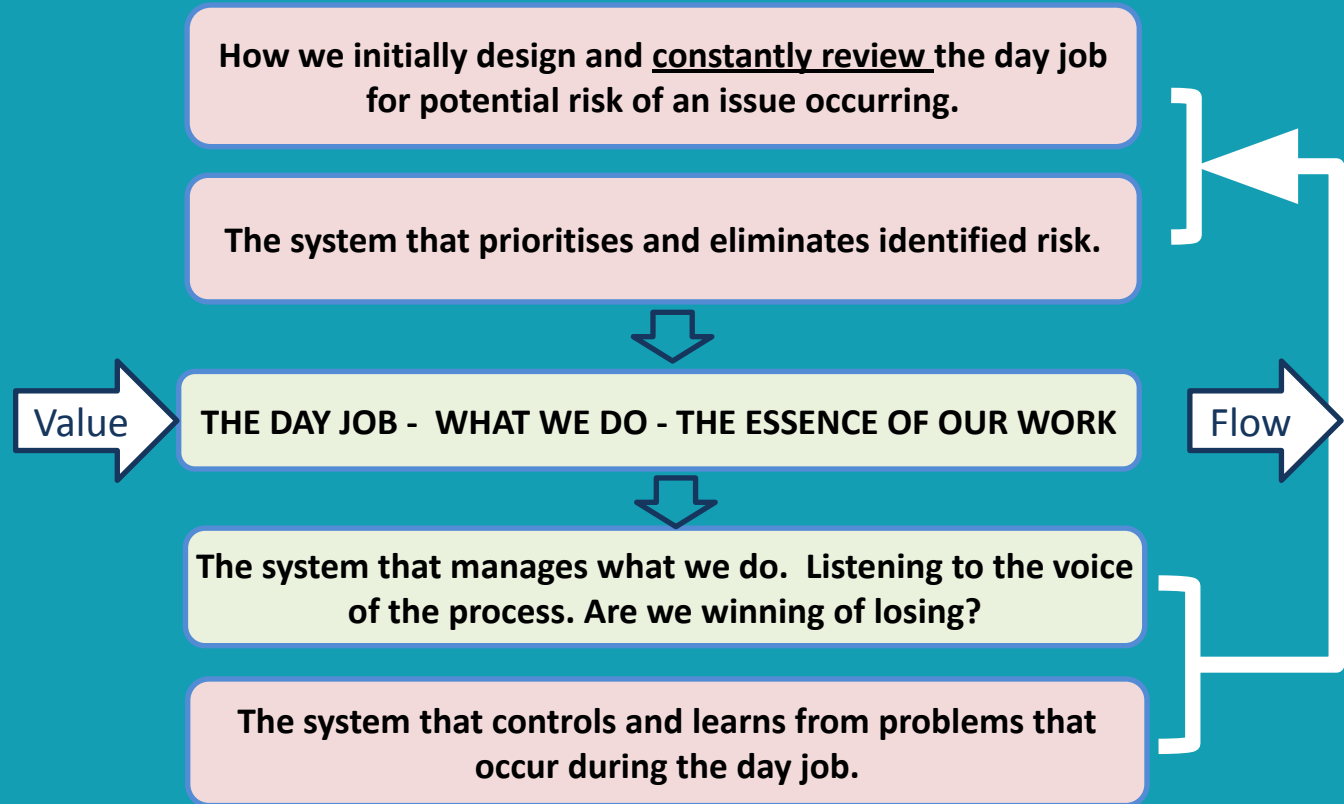 How we initially design and constantly review the day job
for potential risk of an issue occurring.
The system that prioritises and eliminates identified risk.
Value
THE DAY JOB - WHAT WE DO - THE ESSENCE OF OUR WORK
Flow
The system that manages what we do. Listening to the voice
of the process. Are we winning of losing?
The system that controls and learns from problems that
occur during the day job.